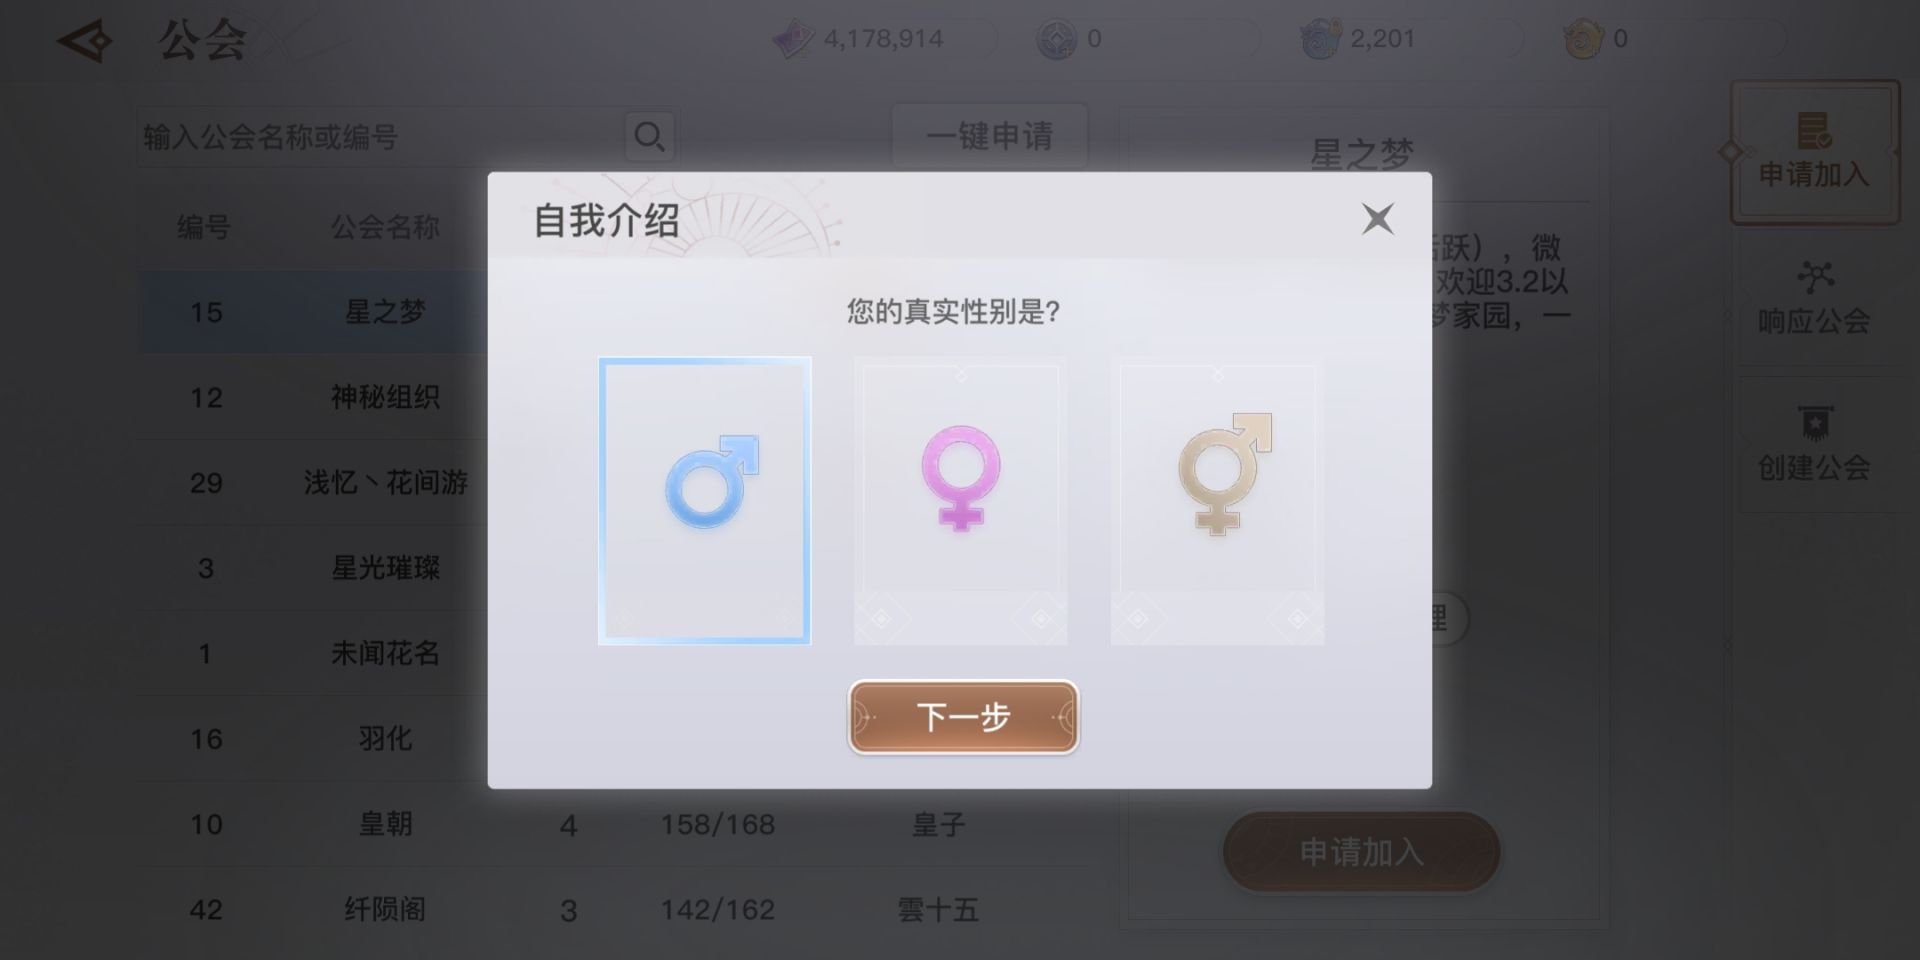 公会
4,178,914
0
2,201
0
输入公会名称或编号
一键申请
星之梦
申请加入
编号
公会名称
自我介绍
活跃），微
欢迎3.2以
梦家园，一
响应公会
15
星之梦
您的真实性别是?
12
神秘组织
创建公会
29
浅忆丶花间游
3
星光璀璨
理
1
未闻花名
16
羽化
下一步
10
皇朝
4
158/168
皇子
申请加入
42
纤陨阁
3
142/162
雲十五